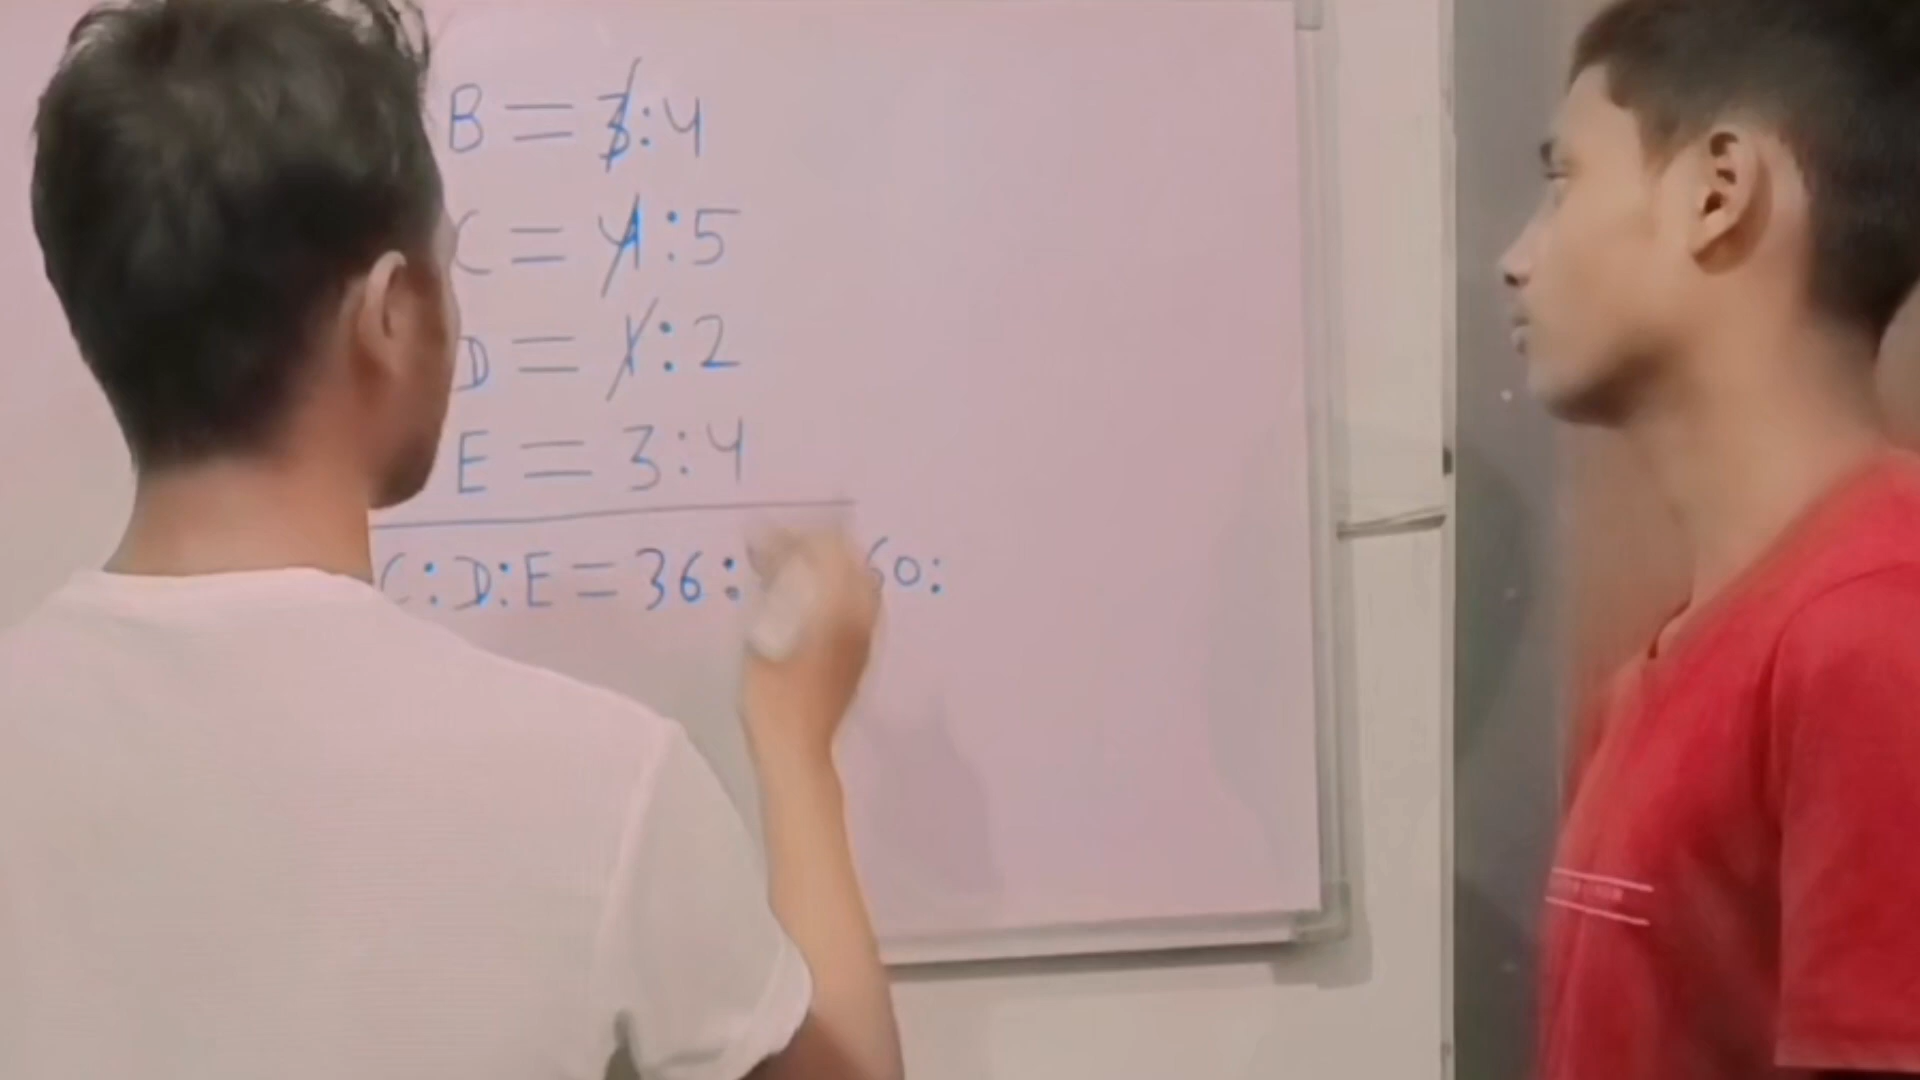 B = 3:4
C = 4:5
D = 1:2
E = 3:4
C:D:E = 36: 60: